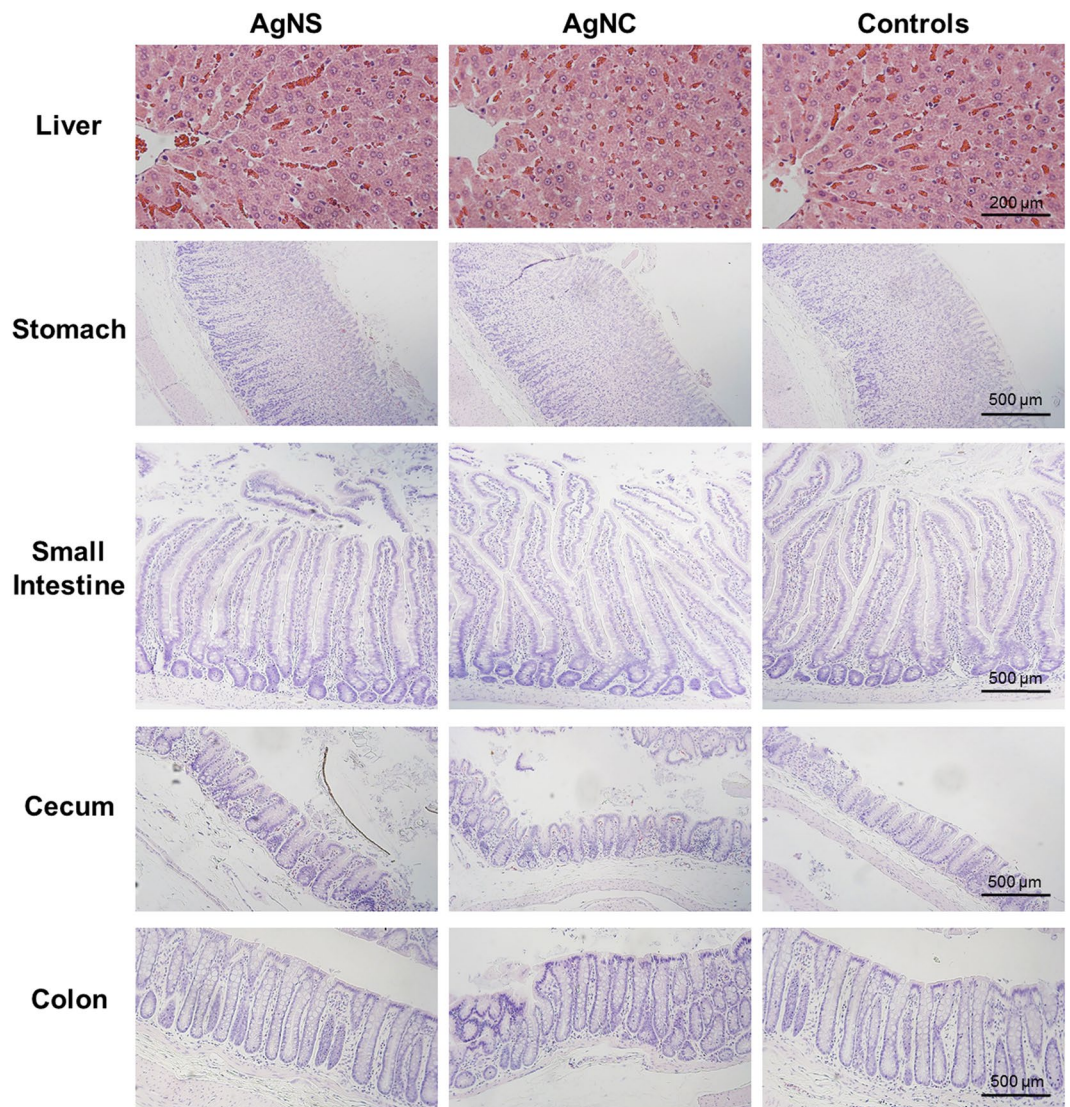 AgNS
AgNC
Controls
Liver
200 µm
Stomach
500 µm
Small
Intestine
500 µm
Cecum
500 µm
Colon
500 µm